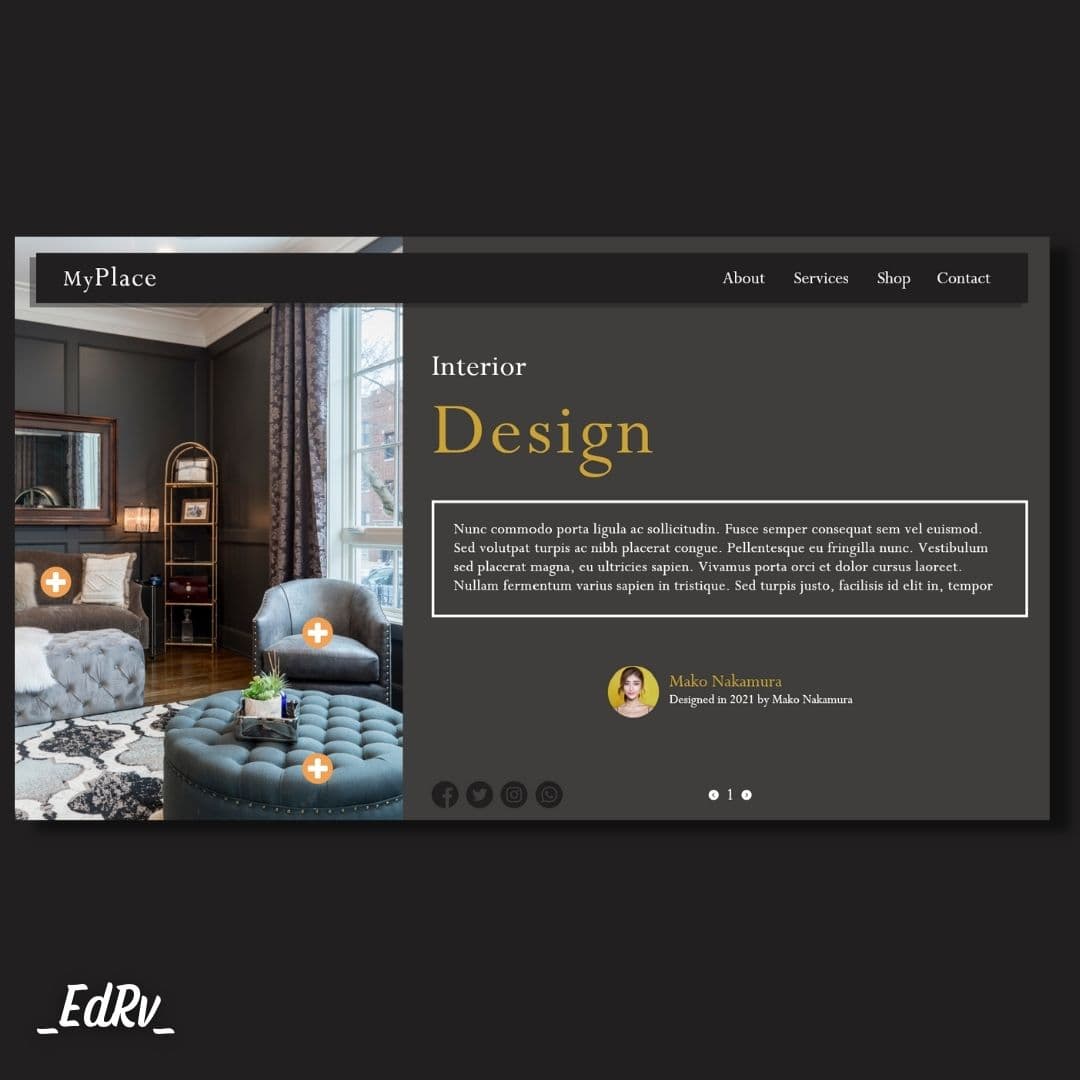 MyPlace
About Services Shop Contact
Interior
Design
Nunc commodo porta ligula ac sollicitudin. Fusce semper consequat sem vel euismod.
Sed volutpat turpis ac nibh placerat congue. Pellentesque eu fringilla nunc. Vestibulum
sed placerat magna, eu ultricies sapien. Vivamus porta orci et dolor cursus laoreet.
Nullam fermentum varius sapien in tristique. Sed turpis justo, facilisis id elit in, tempor
Mako Nakamura
Designed in 2021 by Mako Nakamura
1
_EdRv_